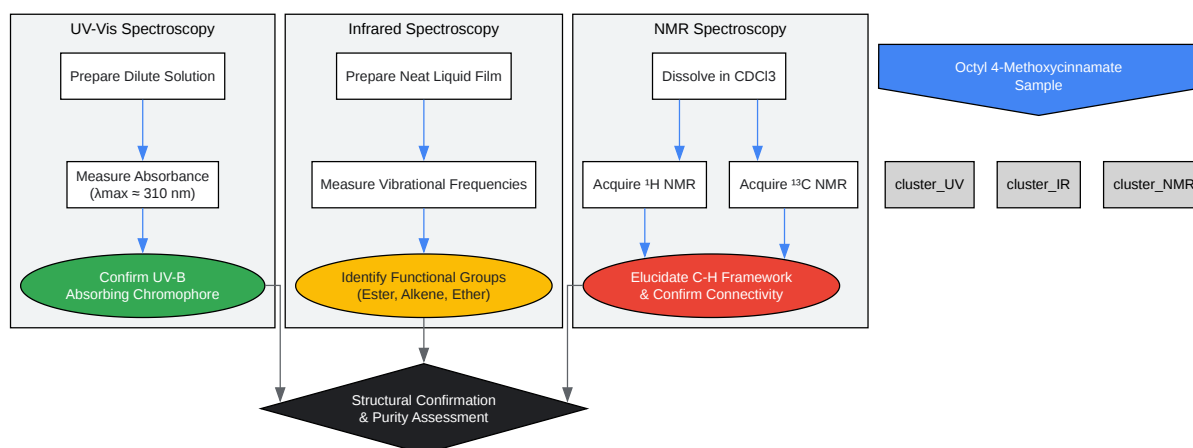 UV-Vis Spectroscopy
Prepare Dilute Solution
Measure Absorbance
(λmax ≈ 310 nm)
Confirm UV-B
Absorbing Chromophore
Infrared Spectroscopy
Prepare Neat Liquid Film
Measure Vibrational Frequencies
Identify Functional Groups
(Ester, Alkene, Ether)
NMR Spectroscopy
Dissolve in CDCl3
Acquire ¹H NMR
Acquire ¹³C NMR
Elucidate C-H Framework
& Confirm Connectivity
Octyl 4-Methoxycinnamate
Sample
cluster_UV
cluster_IR
cluster_NMR
Structural Confirmation
& Purity Assessment